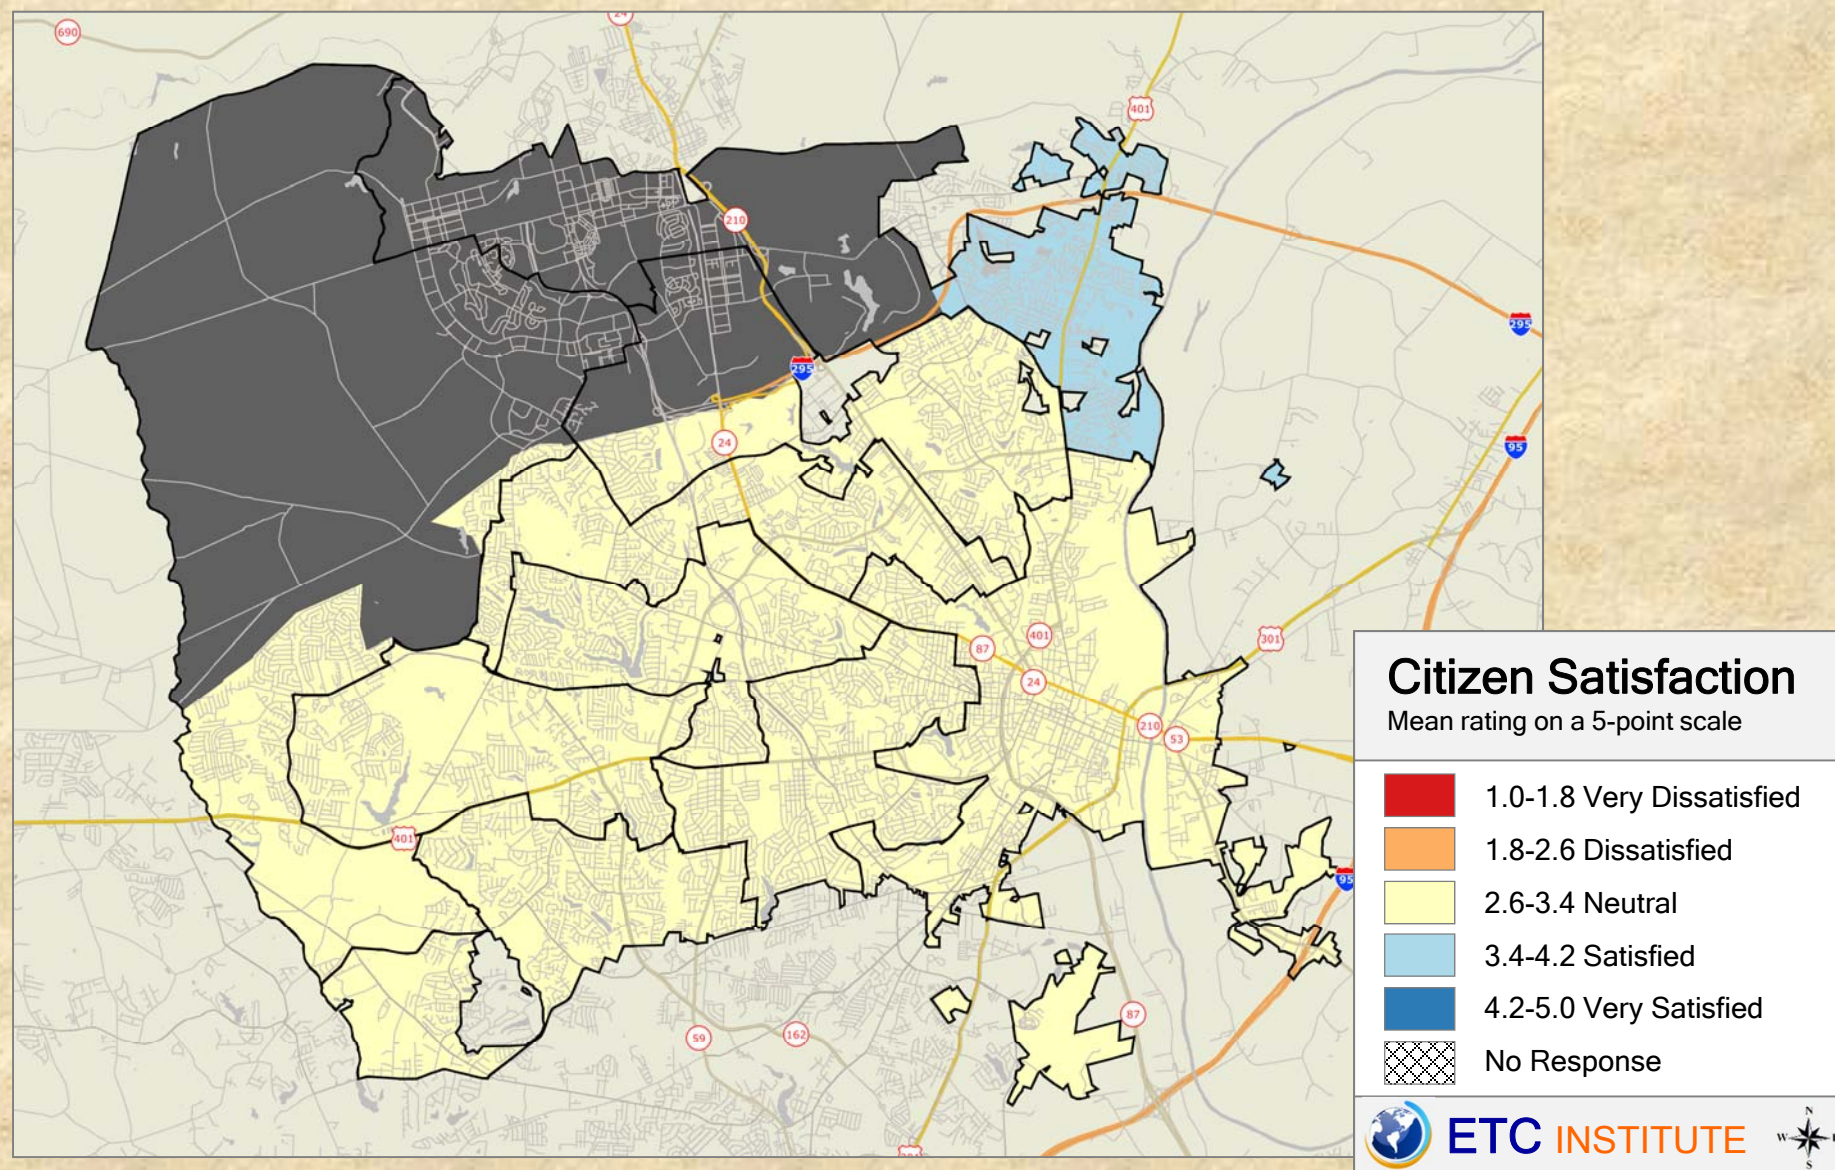 24
690
401
210
295
295
24
95
301
401
87
24
210
53
401
95
87
59
162
Citizen Satisfaction
Mean rating on a 5-point scale
1.0-1.8 Very Dissatisfied
1.8-2.6 Dissatisfied
2.6-3.4 Neutral
3.4-4.2 Satisfied
4.2-5.0 Very Satisfied
No Response
ETC INSTITUTE
N
W
S